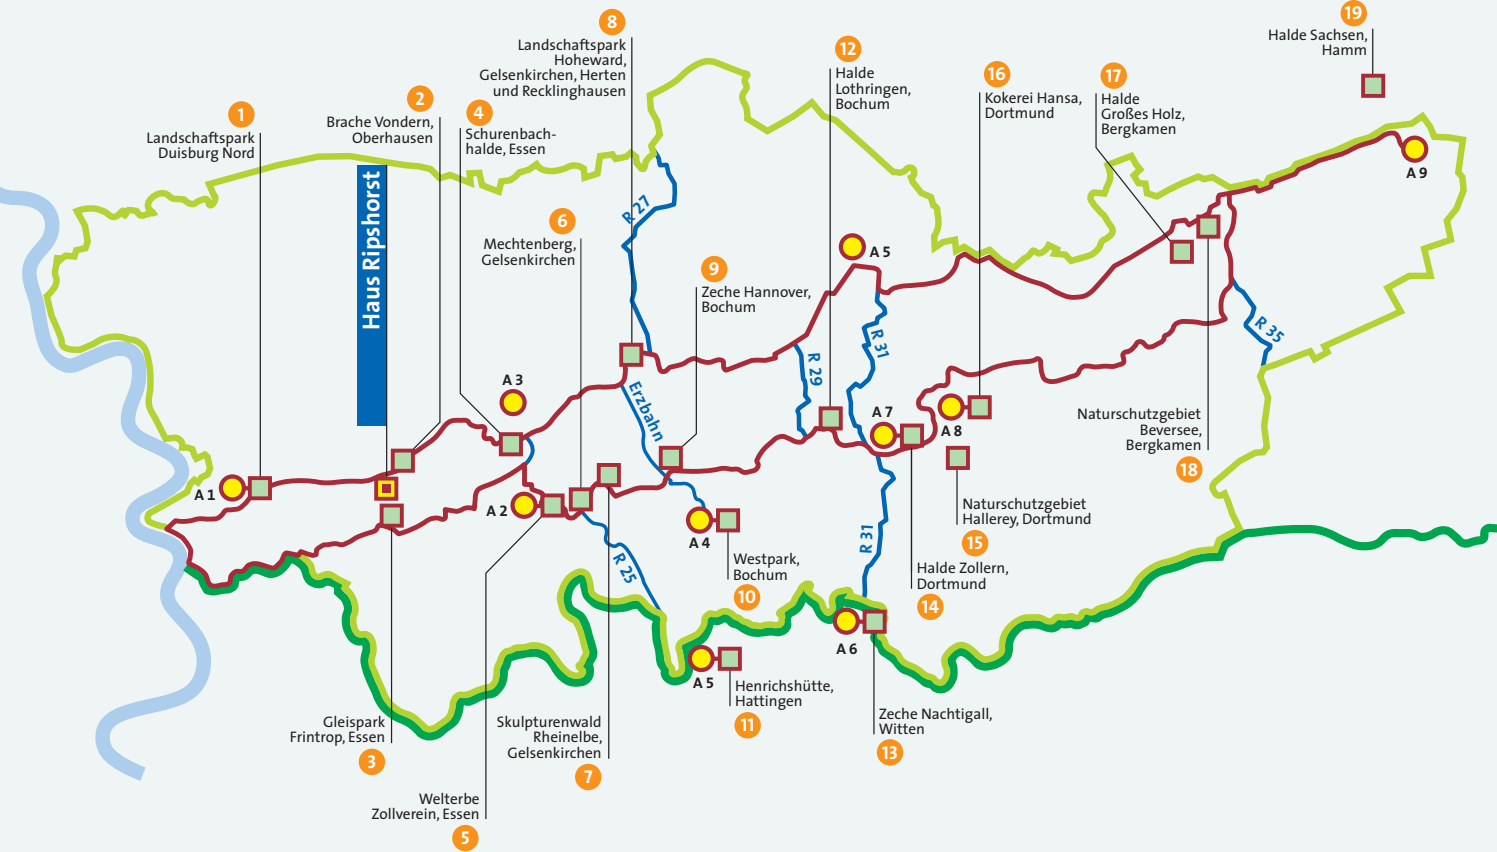 19
Halde Sachsen,
Hamm
8
Landschaftspark
Hoheward,
Gelsenkirchen, Herten
und Recklinghausen
12
Halde
Lothringen,
Bochum
16
Kokerei Hansa,
Dortmund
17
Halde
Großes Holz,
Bergkamen
1
Landschaftspark
Duisburg Nord
2
Brache Vondern,
Oberhausen
4
Schurenbach-
halde, Essen
A 9
Haus Ripshorst
R 27
6
Mechtenberg,
Gelsenkirchen
A 5
9
Zeche Hannover,
Bochum
R 31
R 29
R 35
A 3
Erzbahn
A 7
A 8
Naturschutzgebiet
Beversee,
Bergkamen
18
A 1
A 2
A 4
Naturschutzgebiet
Hallerey, Dortmund
15
R 31
R 25
Westpark,
Bochum
10
Halde Zollern,
Dortmund
14
A 6
A 5
Henrichshütte,
Hattingen
11
Zeche Nachtigall,
Witten
13
Gleispark
Frintrop, Essen
3
Skulpturenwald
Rheinelbe,
Gelsenkirchen
7
Welterbe
Zollverein, Essen
5